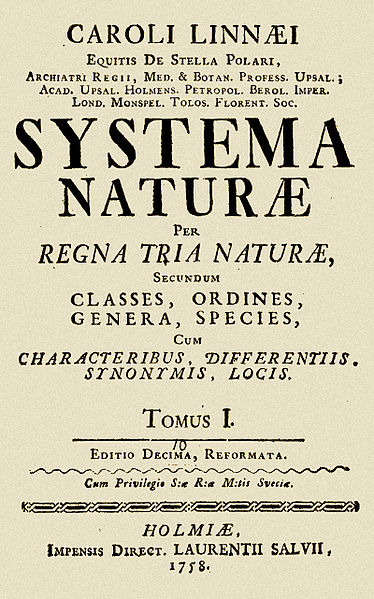 CAROLI LINNÆI
EQUITIS DE STELLA POLARI,
ARCHIATRI REGII, MED. & BOTAN. PROFESS. UPSAL.;
ACAD. UPSAL. HOLMENS. PETROPOL. BEROL. IMPER.
LOND. MONSPEL. TOLOS. FLORENT. SOC.
SYSTEMA
NATURÆ
PER
REGNA TRIA NATURÆ,
SECUNDUM
CLASSES, ORDINES,
GENERA, SPECIES,
CUM
CHARACTERIBUS, DIFFERENTIIS.
SYNONYMIS, LOCIS.
TOMUS I.
10
EDITIO DECIMA, REFORMATA.
Cum Privilegio S:æ R:æ M:tis Sveciæ.
HOLMIÆ,
IMPENSIS DIRECT. LAURENTII SALVII,
1758.